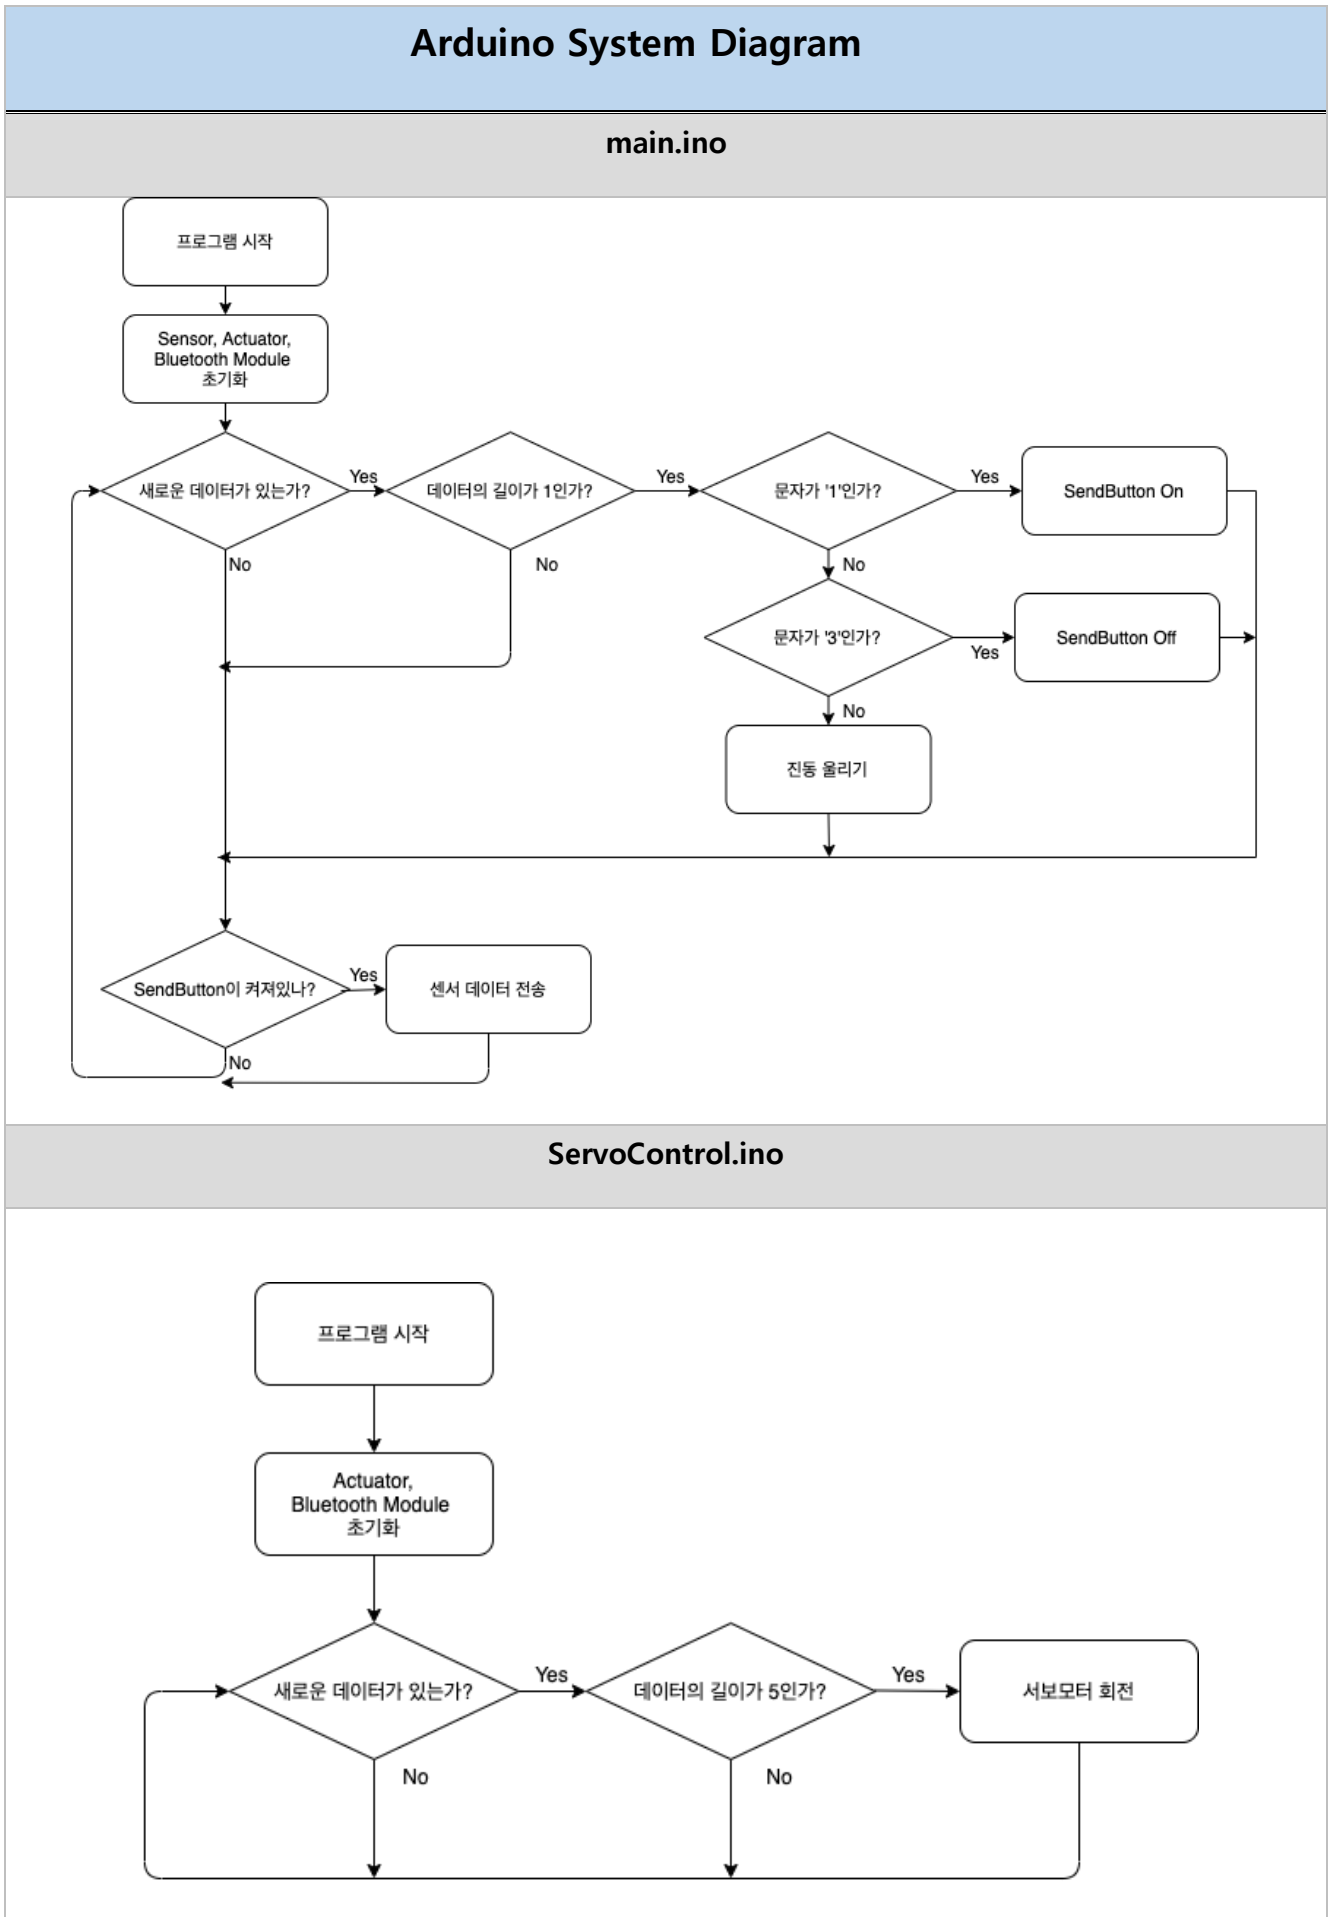 Arduino System Diagram
main.ino
프로그램 시작
Sensor, Actuator,
Bluetooth Module
초기화
새로운 데이터가 있는가?
Yes
데이터의 길이가 1인가?
Yes
문자가 '1'인가?
Yes
SendButton On
No
No
No
문자가 '3'인가?
Yes
SendButton Off
No
진동 울리기
SendButton이 켜져있나?
Yes
센서 데이터 전송
No
ServoControl.ino
프로그램 시작
Actuator,
Bluetooth Module
초기화
새로운 데이터가 있는가?
Yes
데이터의 길이가 5인가?
Yes
서보모터 회전
No
No